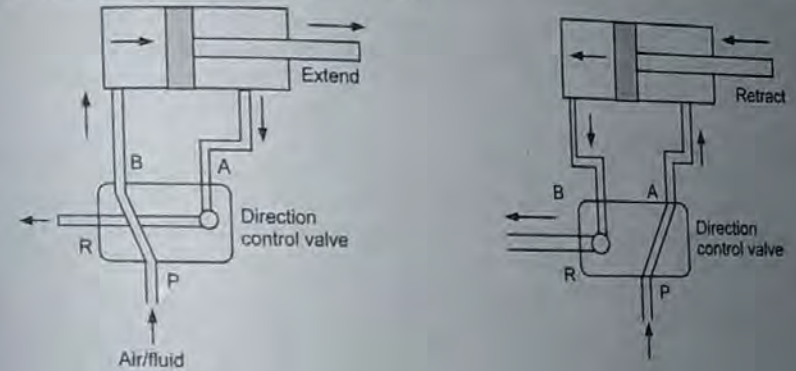 Extend
B
A
Direction
control valve
R
P
Air/fluid
Retract
B
A
Direction
control valve
R
P